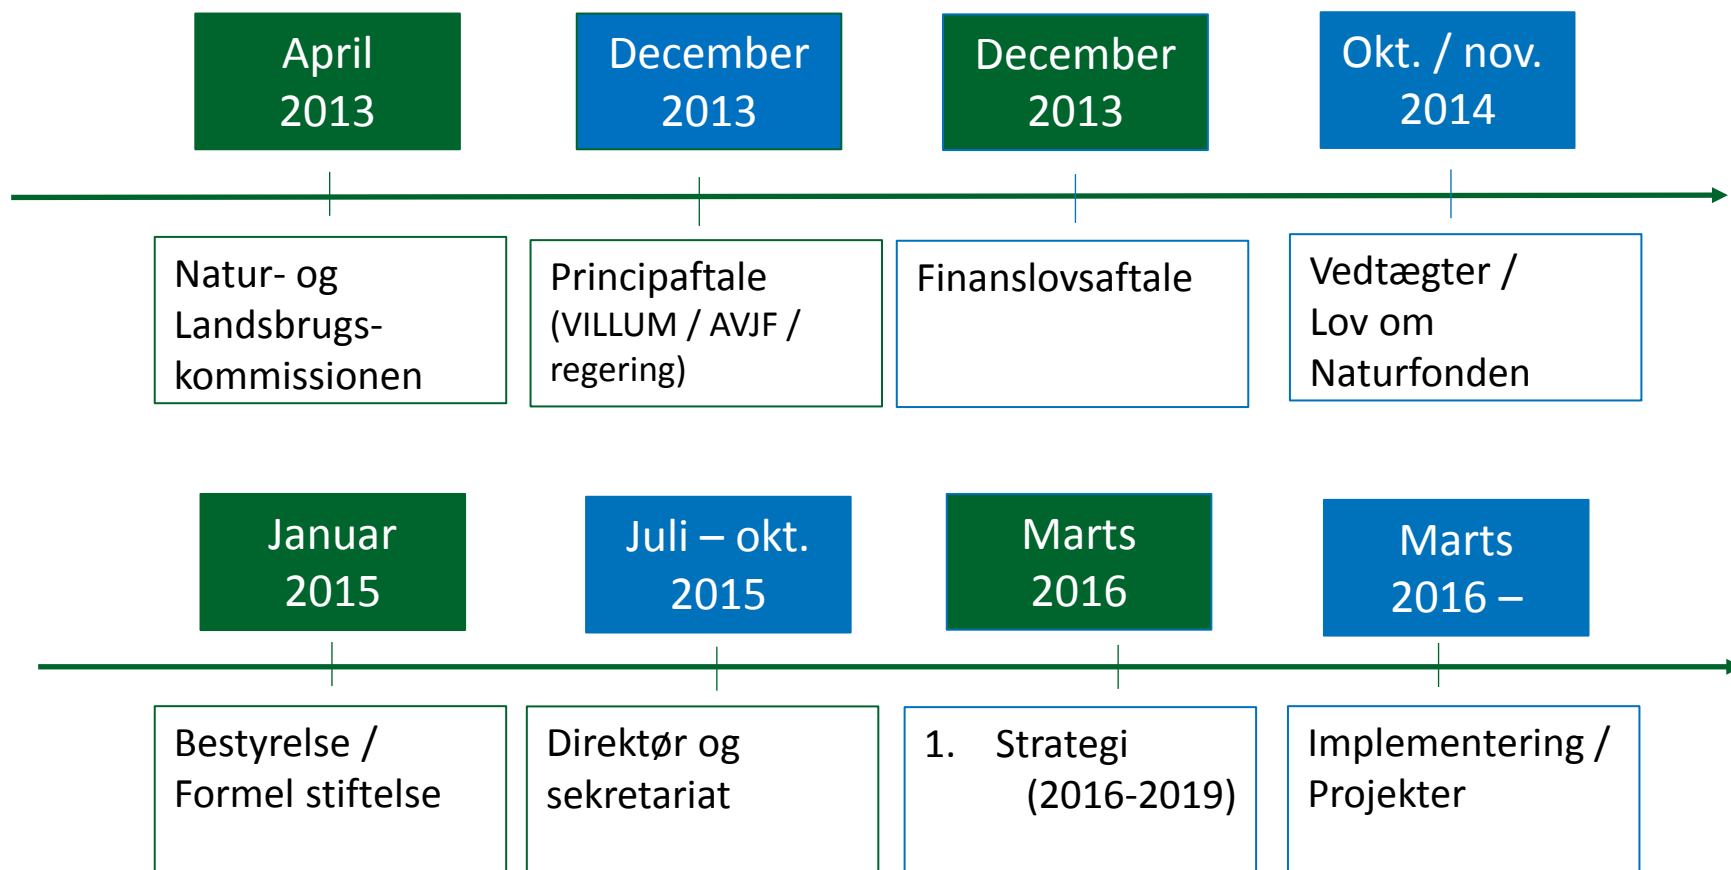 April
2013
December
2013
December
2013
Okt. / nov.
2014
Natur- og
Landsbrugs-
kommissionen
Principaftale
(VILLUM / AVJF /
regering)
Finanslovsaftale
Vedtægter /
Lov om
Naturfonden
Januar
2015
Juli – okt.
2015
Marts
2016
Marts
2016 –
Bestyrelse /
Formel stiftelse
Direktør og
sekretariat
1. Strategi
(2016-2019)
Implementering /
Projekter